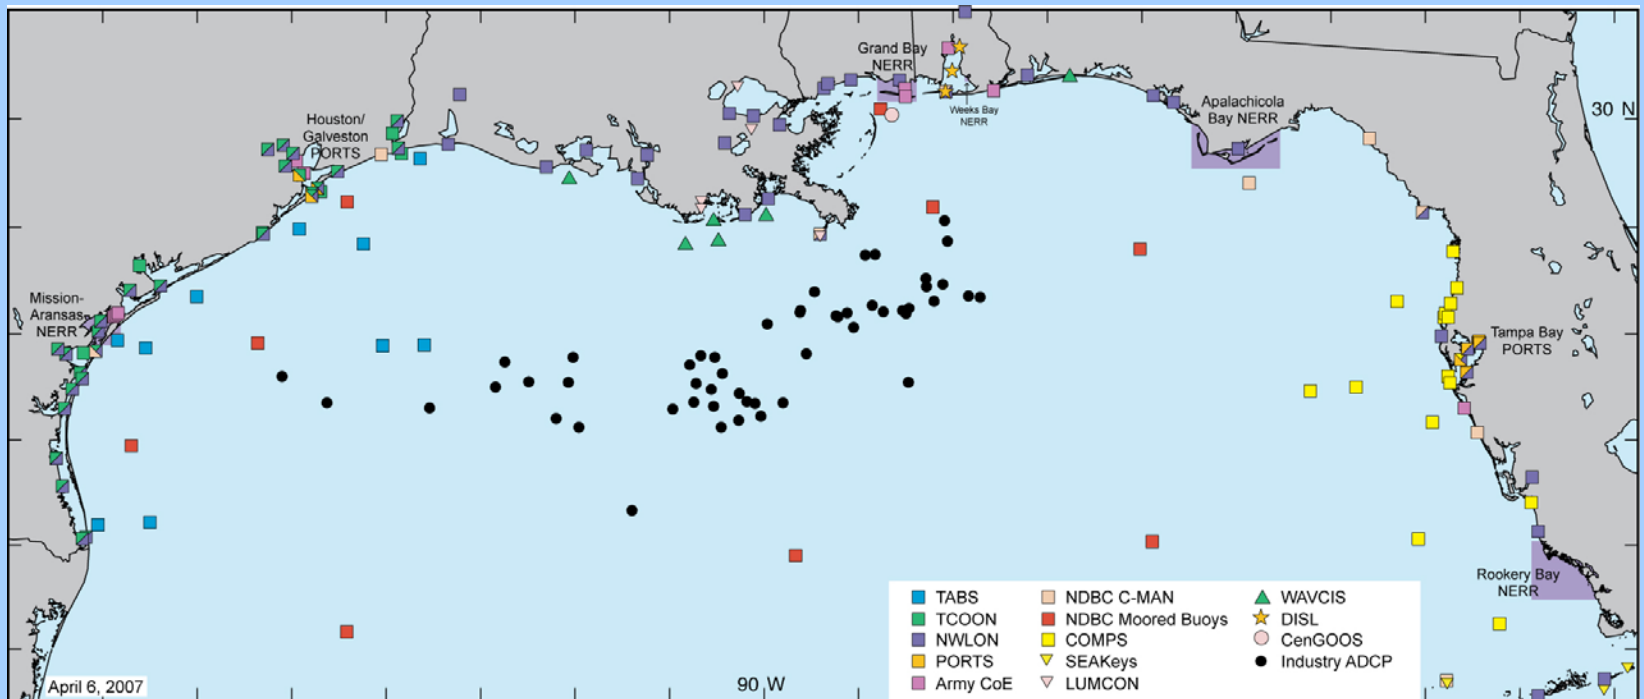 Grand Bay
NERR
Weeks Bay
NERR
Apalachicola
Bay NERR
30 N
Houston/
Galveston
PORTS
Mission-
Aransas
NERR
Tampa Bay
PORTS
Rookery Bay
NERR
TABS
TCOON
NWLON
PORTS
Army CoE
NDBC C-MAN
NDBC Moored Buoys
COMPS
SEAKeys
LUMCON
WAVCIS
DISL
CenGOOS
Industry ADCP
April 6, 2007
90 W